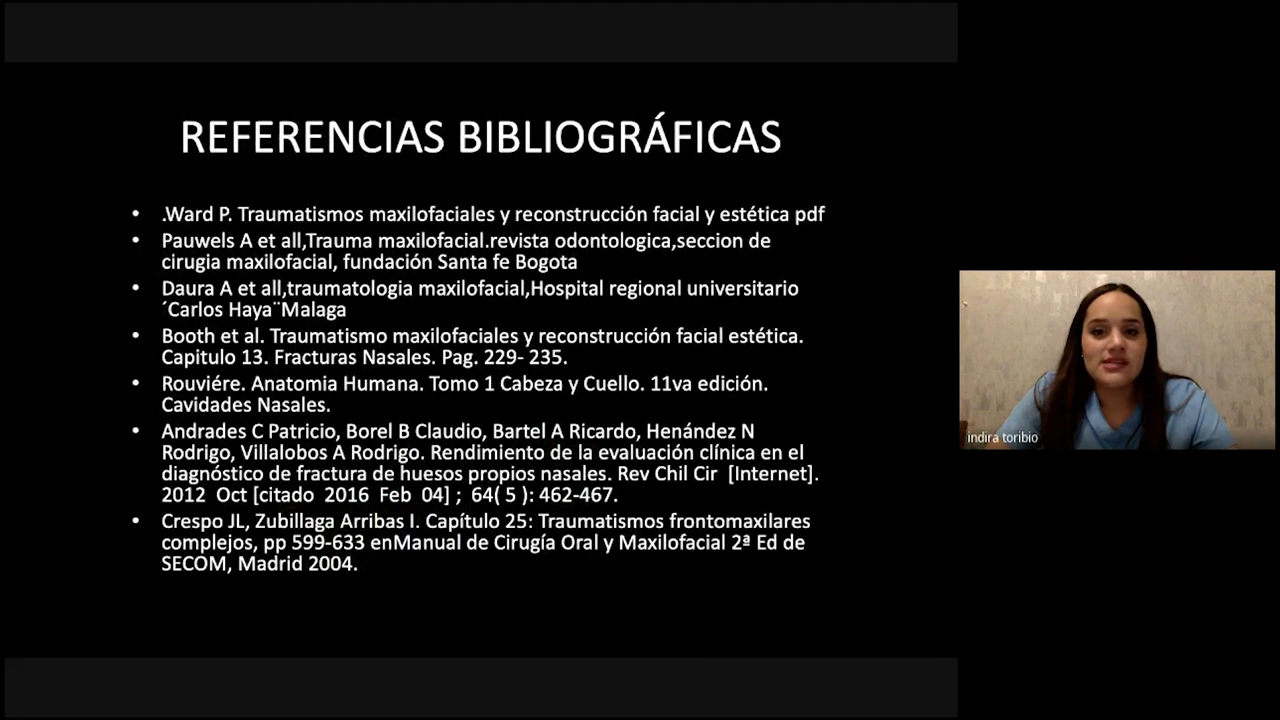 REFERENCIAS BIBLIOGRÁFICAS
• .Ward P. Traumatismos maxilofaciales y reconstrucción facial y estética pdf
• Pauwels A et all,Trauma maxilofacial.revista odontologica,seccion de
cirugia maxilofacial, fundación Santa fe Bogota
• Daura A et all,traumatologia maxilofacial,Hospital regional universitario
´Carlos Haya¨Malaga
• Booth et al. Traumatismo maxilofaciales y reconstrucción facial estética.
Capitulo 13. Fracturas Nasales. Pag. 229- 235.
• Rouviére. Anatomia Humana. Tomo 1 Cabeza y Cuello. 11va edición.
Cavidades Nasales.
• Andrades C Patricio, Borel B Claudio, Bartel A Ricardo, Henández N
Rodrigo, Villalobos A Rodrigo. Rendimiento de la evaluación clínica en el
diagnóstico de fractura de huesos propios nasales. Rev Chil Cir [Internet].
2012 Oct [citado 2016 Feb 04] ; 64( 5 ): 462-467.
• Crespo JL, Zubillaga Arribas I. Capítulo 25: Traumatismos frontomaxilares
complejos, pp 599-633 enManual de Cirugía Oral y Maxilofacial 2ª Ed de
SECOM, Madrid 2004.
indira toribio